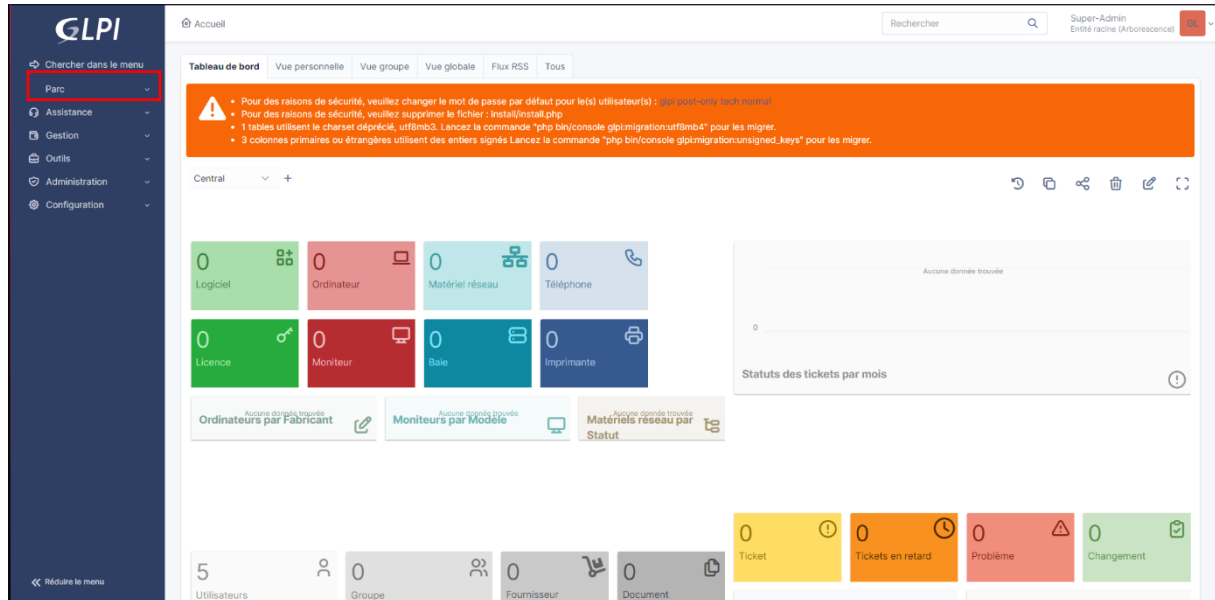 GLPI
Accueil
Rechercher
Super-Admin
Entité racine (Arborescence)
GL
Chercher dans le menu
Parc
Assistance
Gestion
Outils
Administration
Configuration
Réduire le menu
Tableau de bord Vue personnelle Vue groupe Vue globale Flux RSS Tous
• Pour des raisons de sécurité, veuillez changer le mot de passe par défaut pour le(s) utilisateur(s) : glpi post-only tech normal
• Pour des raisons de sécurité, veuillez supprimer le fichier : install/install.php
• 1 tables utilisent le charset déprécié, utf8mb3. Lancez la commande "php bin/console glpi:migration:utf8mb4" pour les migrer.
• 3 colonnes primaires ou étrangères utilisent des entiers signés Lancez la commande "php bin/console glpi:migration:unsigned_keys" pour les migrer.
Central
0
Logiciel
0
Ordinateur
0
Matériel réseau
0
Téléphone
0
Licence
0
Moniteur
0
Baie
0
Imprimante
Aucune donnée trouvée
0
Statuts des tickets par mois
Aucune donnée trouvée
Ordinateurs par Fabricant
Aucune donnée trouvée
Moniteurs par Modèle
Aucune donnée trouvée
Matériels réseau par
Statut
0
Ticket
0
Tickets en retard
0
Problème
0
Changement
5
Utilisateurs
0
Groupe
0
Fournisseur
0
Document